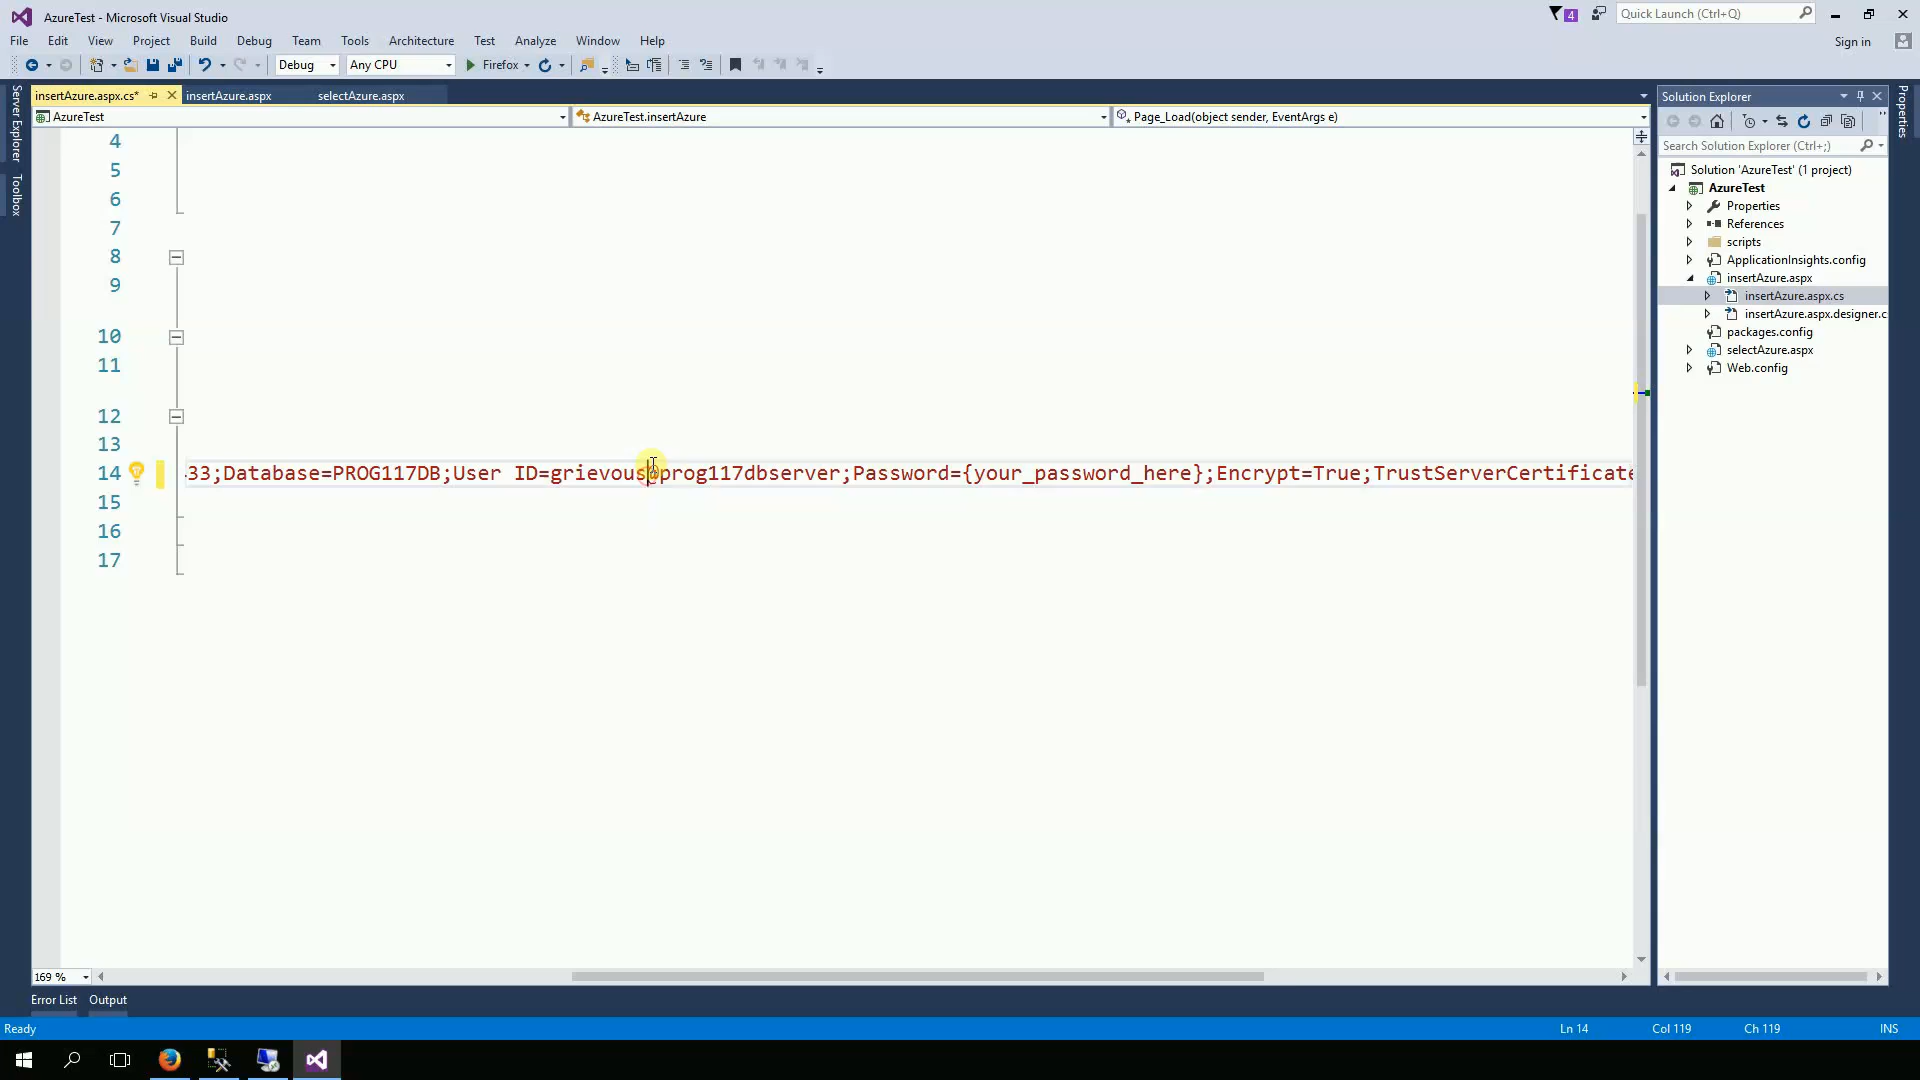 AzureTest - Microsoft Visual Studio
4
Quick Launch (Ctrl+Q)
File Edit View Project Build Debug Team Tools Architecture Test Analyze Window Help
Sign in
Debug Any CPU Firefox
insertAzure.aspx.cs* insertAzure.aspx selectAzure.aspx
AzureTest AzureTest.insertAzure Page_Load(object sender, EventArgs e)
Server Explorer
Toolbox
4
5
6
7
8
9
10
11
12
13
14 33;Database=PROG117DB;User ID=grievous@prog117dbserver;Password={your_password_here};Encrypt=True;TrustServerCertificate
15
16
17
169 %
Error List Output
Ready
Ln 14 Col 119 Ch 119 INS
Solution Explorer
Search Solution Explorer (Ctrl+;)
Solution 'AzureTest' (1 project)
AzureTest
Properties
References
scripts
ApplicationInsights.config
insertAzure.aspx
insertAzure.aspx.cs
insertAzure.aspx.designer.c
packages.config
selectAzure.aspx
Web.config
Properties